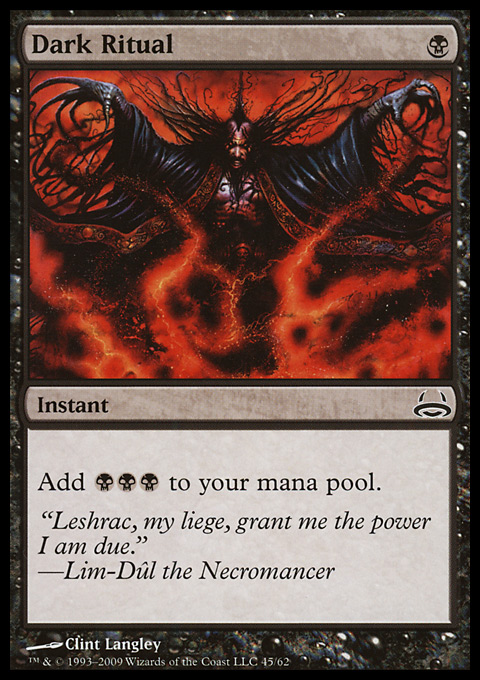 Dark Ritual
Instant
Add to your mana pool.
“Leshrac, my liege, grant me the power
I am due.”
—Lim-Dûl the Necromancer
Clint Langley
™ & © 1993–2009 Wizards of the Coast LLC 45/62